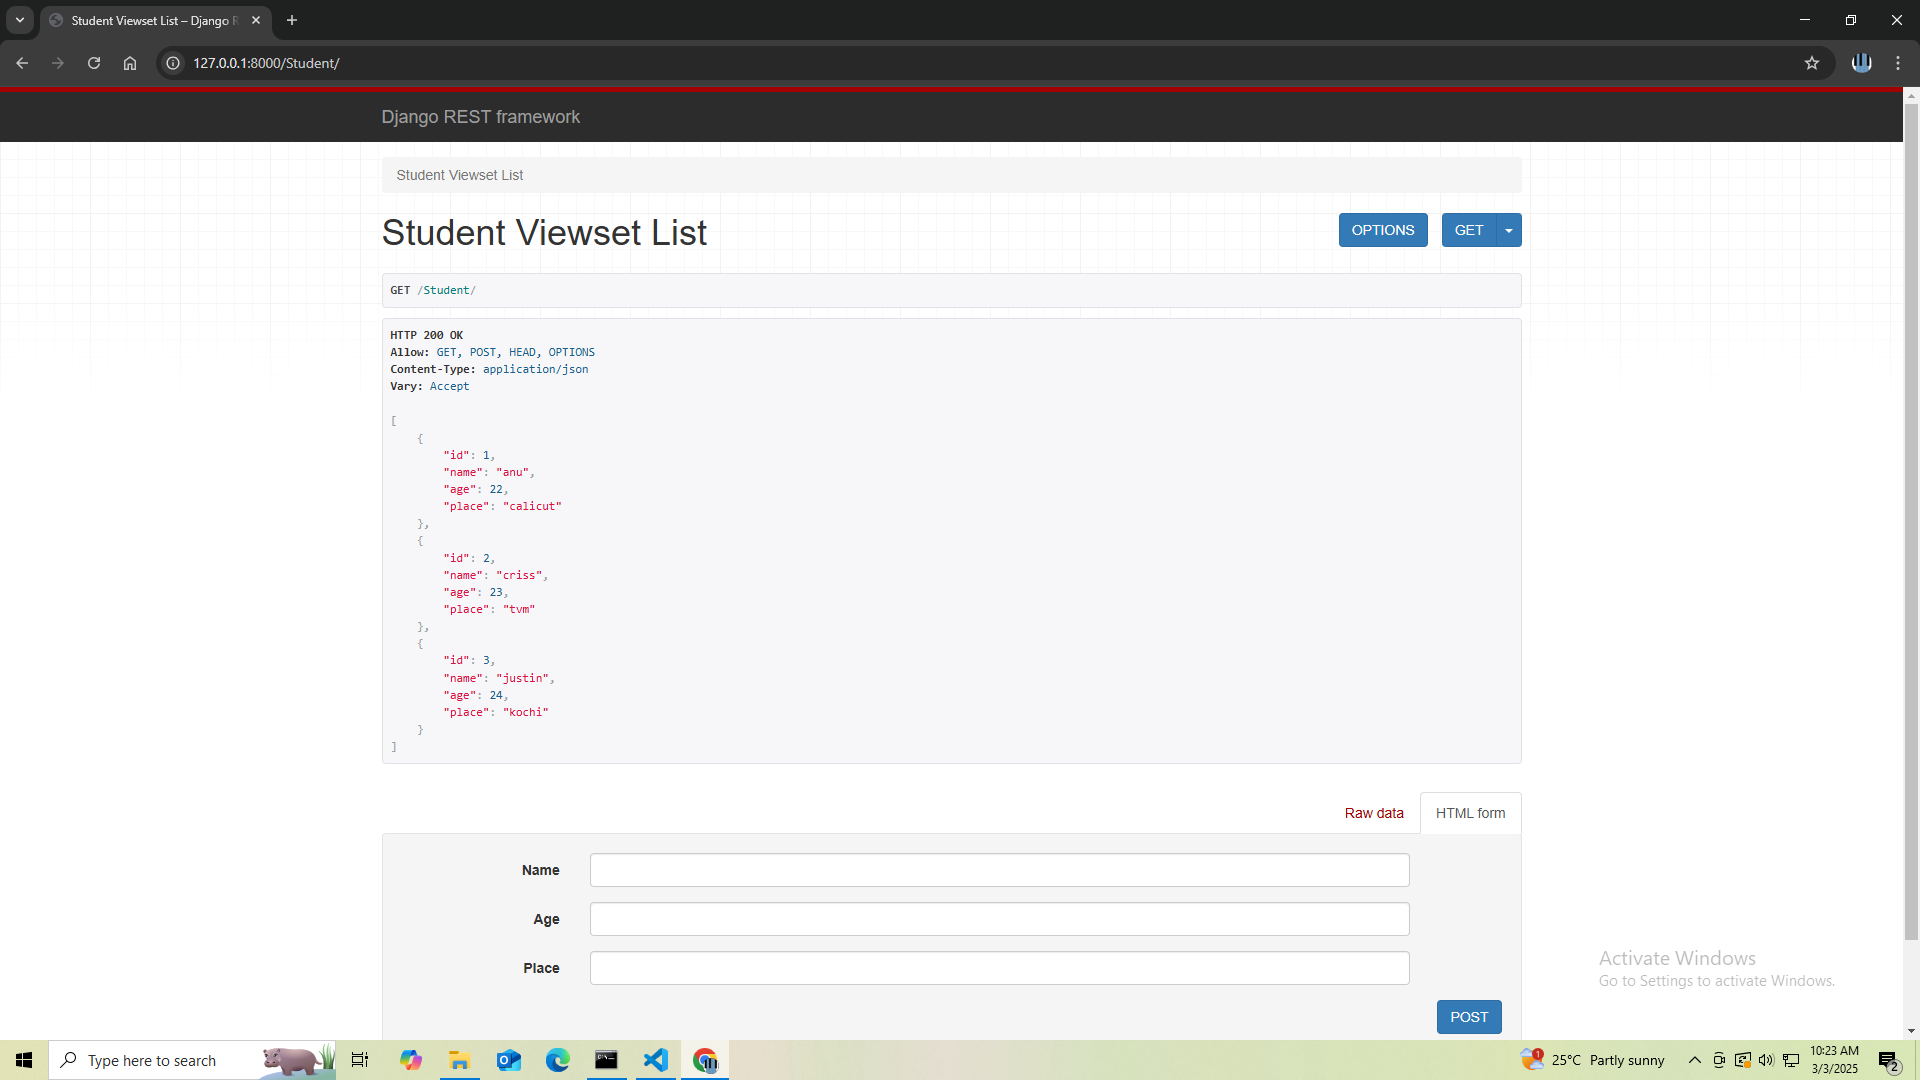 Student Viewset List – Django R
127.0.0.1:8000/Student/
Django REST framework
Student Viewset List
Student Viewset List
OPTIONS
GET
GET /Student/
HTTP 200 OK
Allow: GET, POST, HEAD, OPTIONS
Content-Type: application/json
Vary: Accept
[
    {
        "id": 1,
        "name": "anu",
        "age": 22,
        "place": "calicut"
    },
    {
        "id": 2,
        "name": "criss",
        "age": 23,
        "place": "tvm"
    },
    {
        "id": 3,
        "name": "justin",
        "age": 24,
        "place": "kochi"
    }
]
Raw data
HTML form
Name
Age
Place
POST
Activate Windows
Go to Settings to activate Windows.
Type here to search
1
25°C Partly sunny
10:23 AM
3/3/2025
2